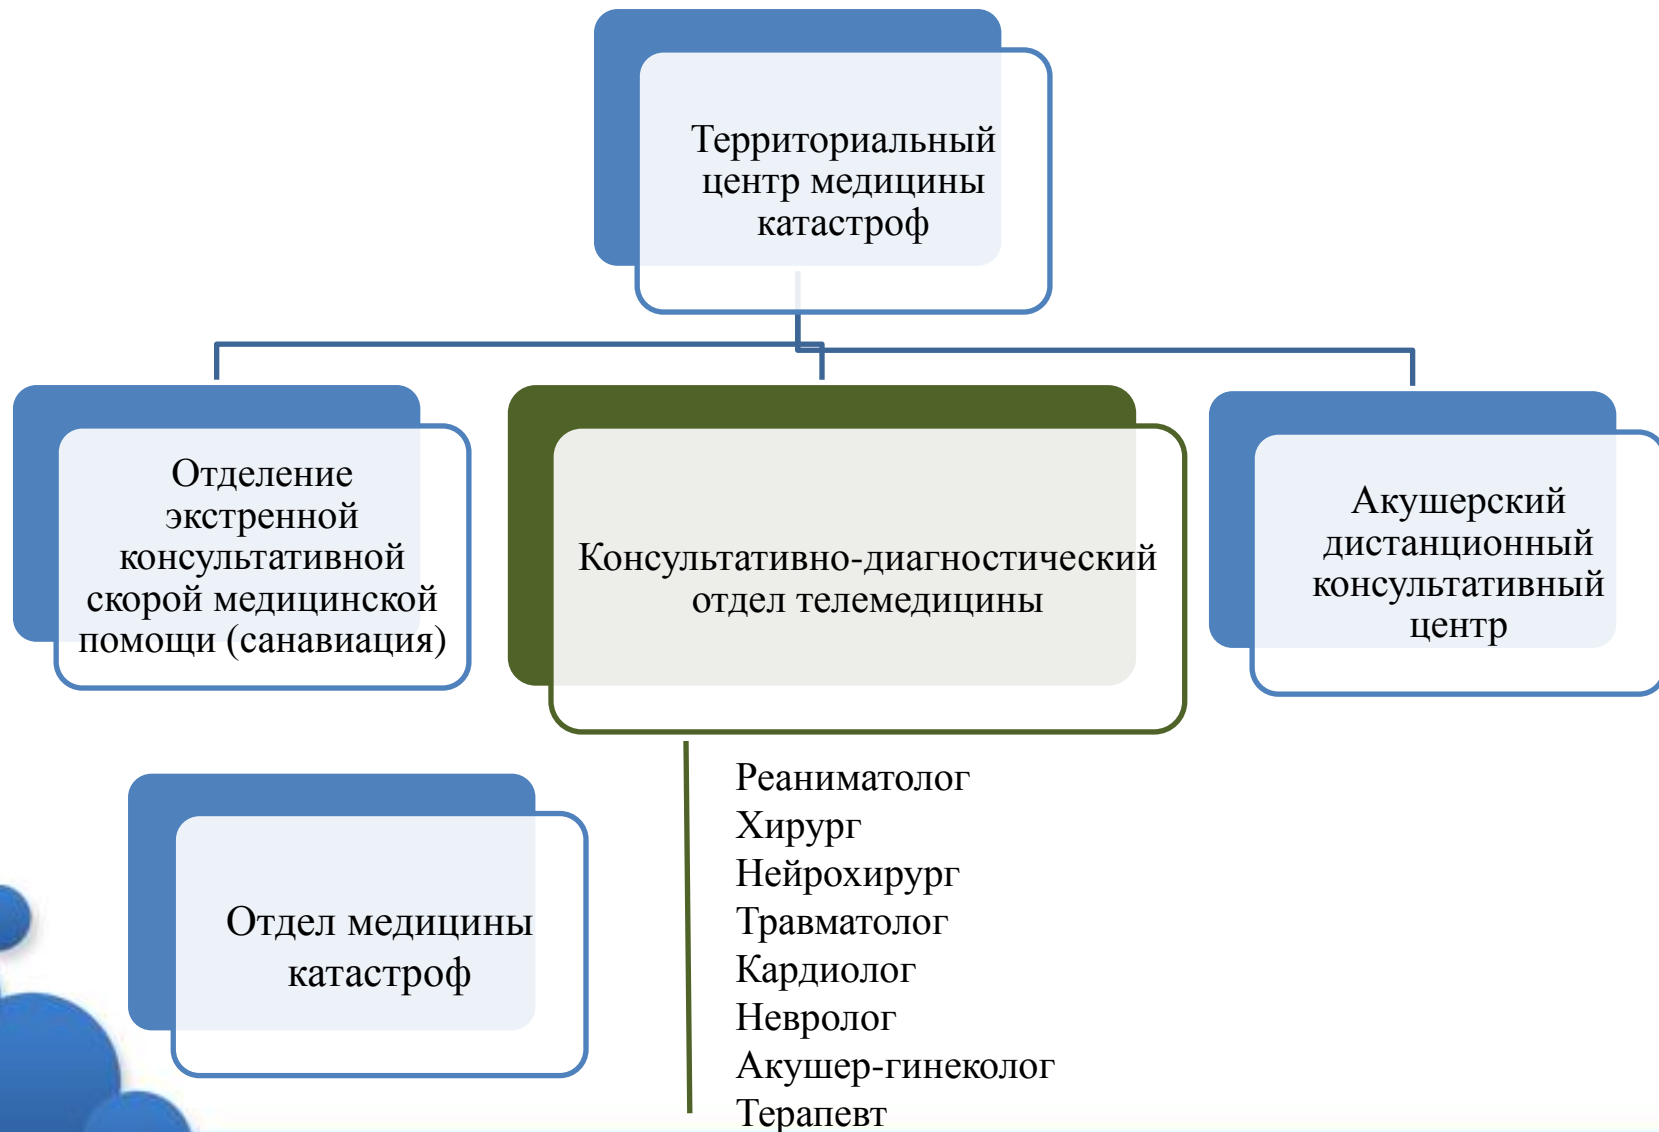 Территориальный
центр медицины
катастроф
Отделение
экстренной
консультативной
скорой медицинской
помощи (санавиация)
Консультативно-диагностический
отдел телемедицины
Акушерский
дистанционный
консультативный
центр
Отдел медицины
катастроф
Реаниматолог
Хирург
Нейрохирург
Травматолог
Кардиолог
Невролог
Акушер-гинеколог
Терапевт